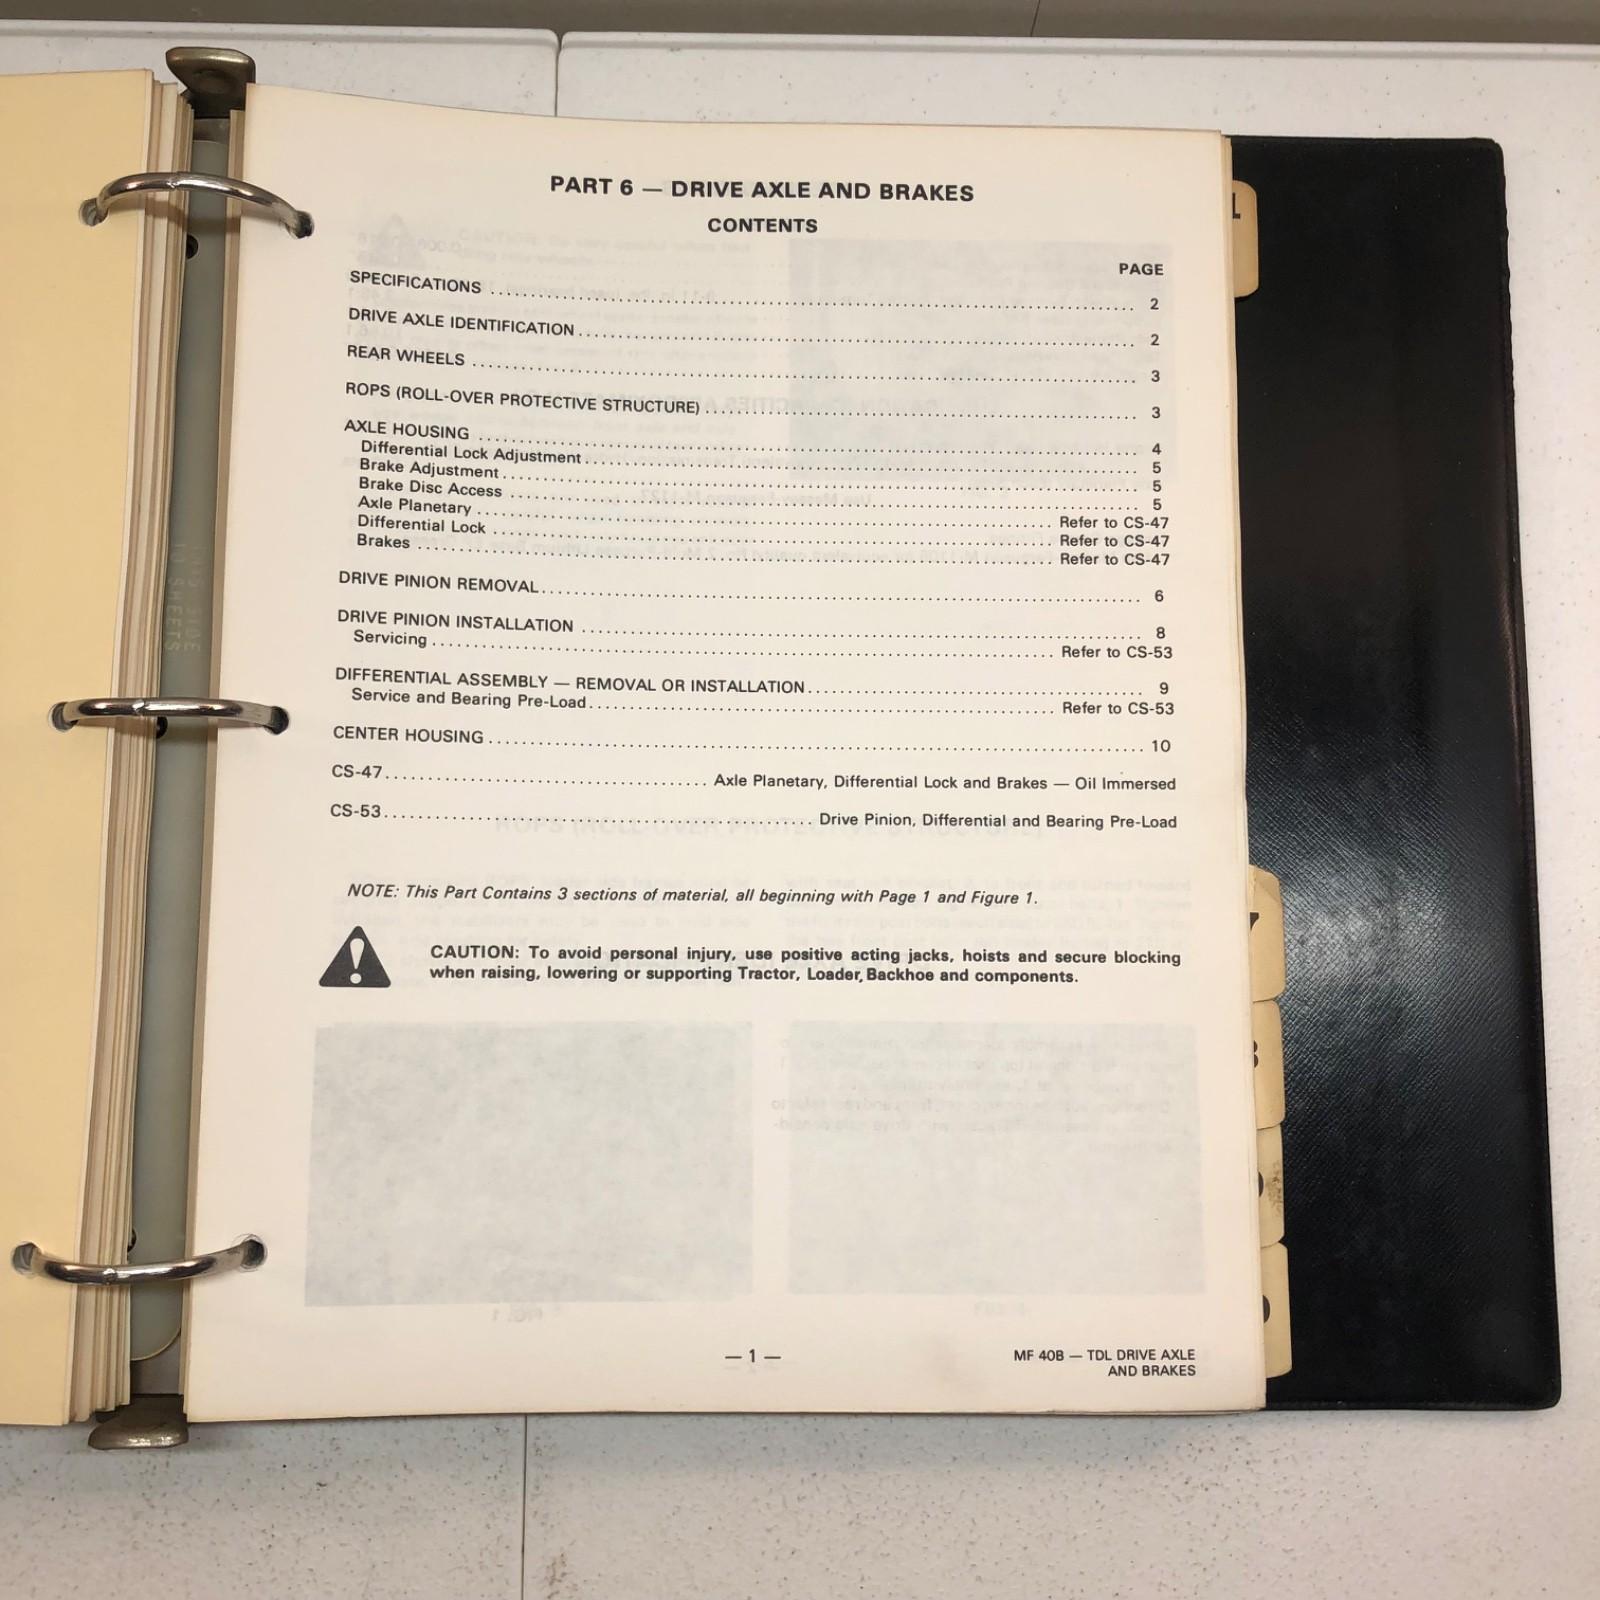 PART 6 — DRIVE AXLE AND BRAKES
CONTENTS
PAGE
SPECIFICATIONS ........ 2
DRIVE AXLE IDENTIFICATION ........ 2
REAR WHEELS ........ 3
ROPS (ROLL-OVER PROTECTIVE STRUCTURE) ........ 3
AXLE HOUSING ........ 4
Differential Lock Adjustment ........ 5
Brake Adjustment ........ 5
Brake Disc Access ........ 5
Axle Planetary ........ Refer to CS-47
Differential Lock ........ Refer to CS-47
Brakes ........ Refer to CS-47
DRIVE PINION REMOVAL ........ 6
DRIVE PINION INSTALLATION ........ 8
Servicing ........ Refer to CS-53
DIFFERENTIAL ASSEMBLY — REMOVAL OR INSTALLATION ........ 9
Service and Bearing Pre-Load ........ Refer to CS-53
CENTER HOUSING ........ 10
CS-47 ........ Axle Planetary, Differential Lock and Brakes — Oil Immersed
CS-53 ........ Drive Pinion, Differential and Bearing Pre-Load
NOTE: This Part Contains 3 sections of material, all beginning with Page 1 and Figure 1.
CAUTION: To avoid personal injury, use positive acting jacks, hoists and secure blocking
when raising, lowering or supporting Tractor, Loader, Backhoe and components.
— 1 —
MF 40B — TDL DRIVE AXLE
AND BRAKES